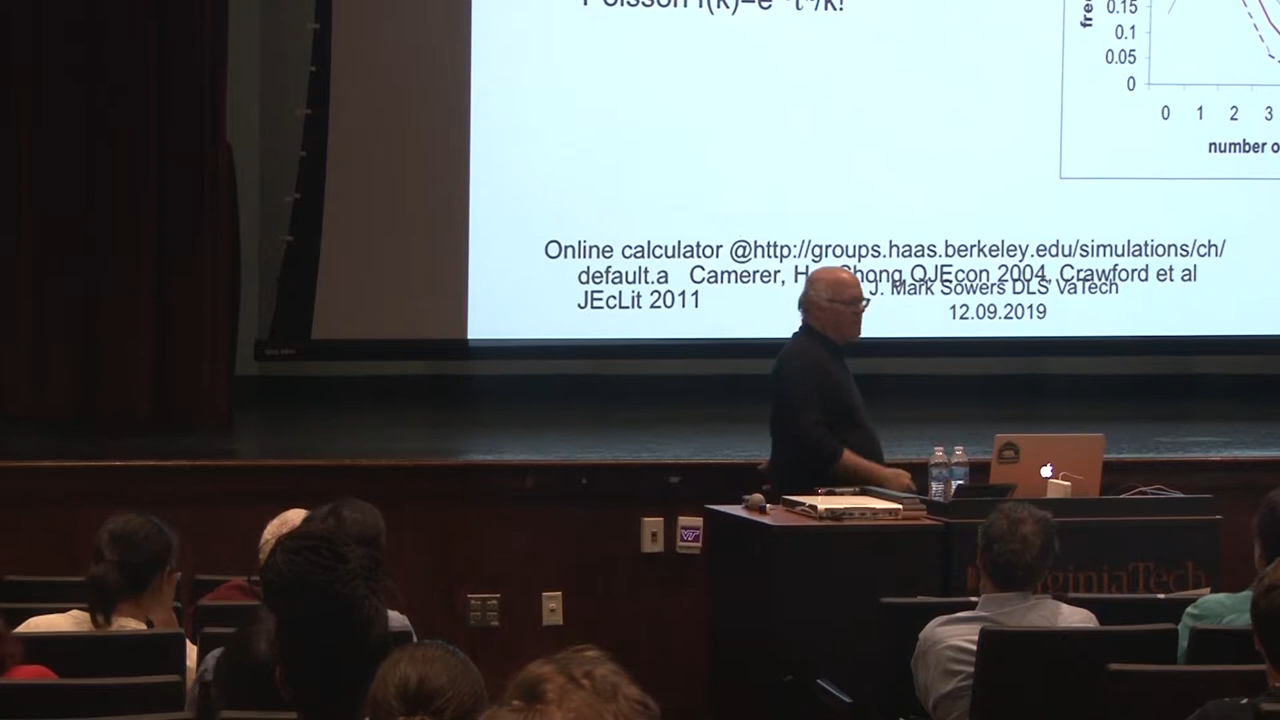 Poisson f(k)=e⁻ᵗtᵏ/k!
0.15
0.1
0.05
0
0 1 2 3
number o
Online calculator @http://groups.haas.berkeley.edu/simulations/ch/
default.a Camerer, Chong QJEcon 2004, Crawford et al
J. Mark Sowers DLS VaTech
JEcLit 2011
12.09.2019
VT
VirginiaTech